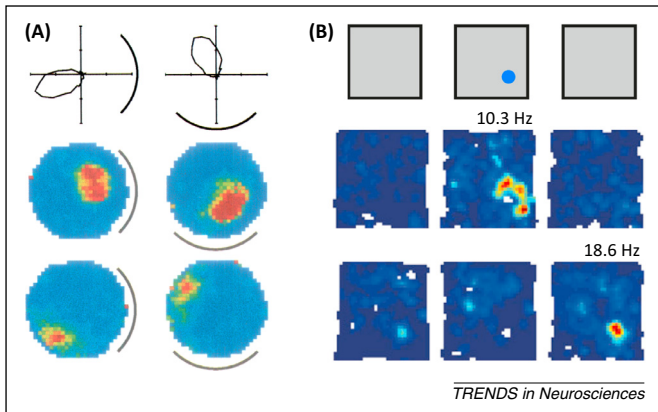 (A)
(B)
10.3 Hz
18.6 Hz
TRENDS in Neurosciences